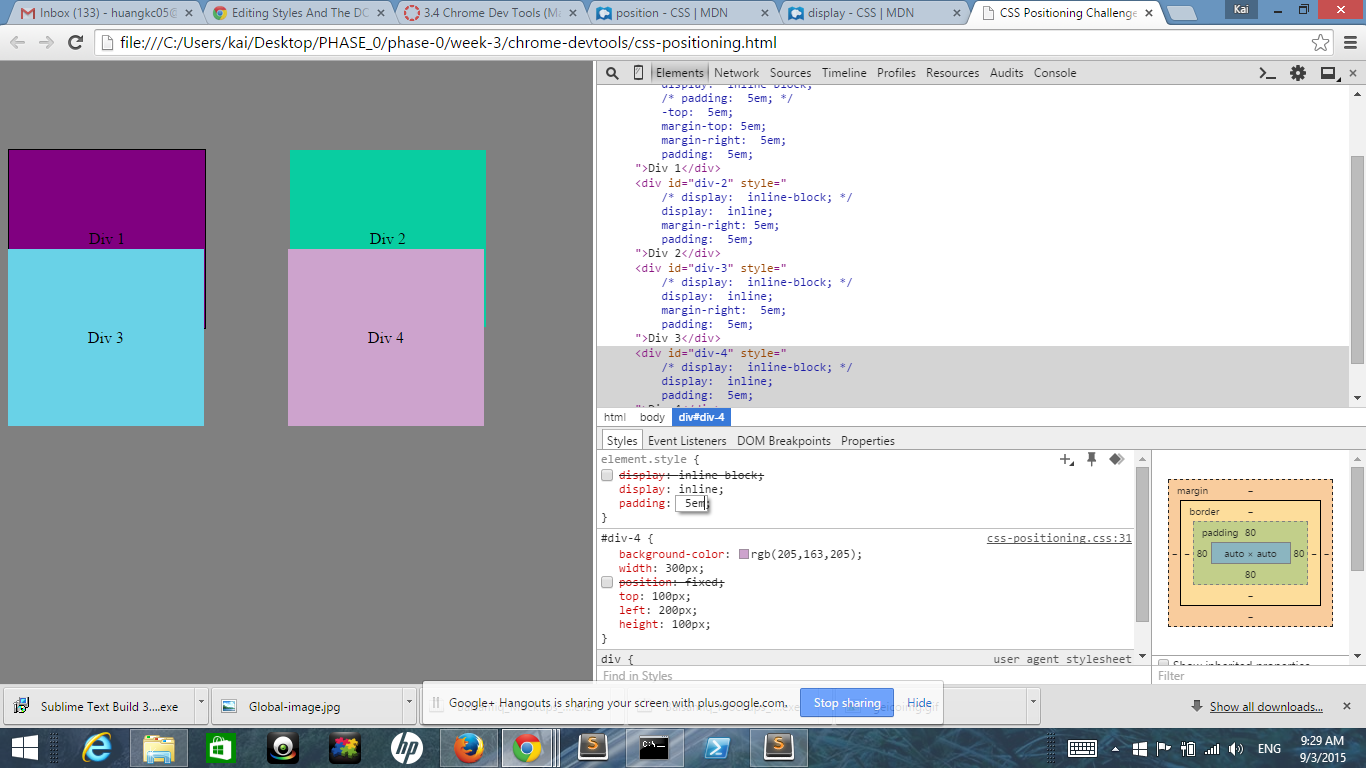 Inbox (133) - huangkc05@
Editing Styles And The DO
3.4 Chrome Dev Tools (Ma
position - CSS | MDN
display - CSS | MDN
CSS Positioning Challenge
Kai
file:///C:/Users/kai/Desktop/PHASE_0/phase-0/week-3/chrome-devtools/css-positioning.html
Div 1
Div 2
Div 3
Div 4
Elements Network Sources Timeline Profiles Resources Audits Console
display: inline-block;
/* padding: 5em; */
-top: 5em;
margin-top: 5em;
margin-right: 5em;
padding: 5em;
">Div 1</div>
<div id="div-2" style="
/* display: inline-block; */
display: inline;
margin-right: 5em;
padding: 5em;
">Div 2</div>
<div id="div-3" style="
/* display: inline-block; */
display: inline;
margin-right: 5em;
padding: 5em;
">Div 3</div>
<div id="div-4" style="
/* display: inline-block; */
display: inline;
padding: 5em;
">Div 4</div>
html body div#div-4
Styles Event Listeners DOM Breakpoints Properties
element.style {
display: inline-block;
display: inline;
padding: 5em;
}
#div-4 { css-positioning.css:31
background-color: rgb(205,163,205);
width: 300px;
position: fixed;
top: 100px;
left: 200px;
height: 100px;
}
div { user agent stylesheet
Find in Styles
margin –
border –
padding 80
– – 80 auto × auto 80 – –
80
–
–
Show inherited properties
Filter
Sublime Text Build 3....exe
Global-image.jpg
Google+ Hangouts is sharing your screen with plus.google.com.
Stop sharing
Hide
Show all downloads...
hp
ENG
9:29 AM
9/3/2015